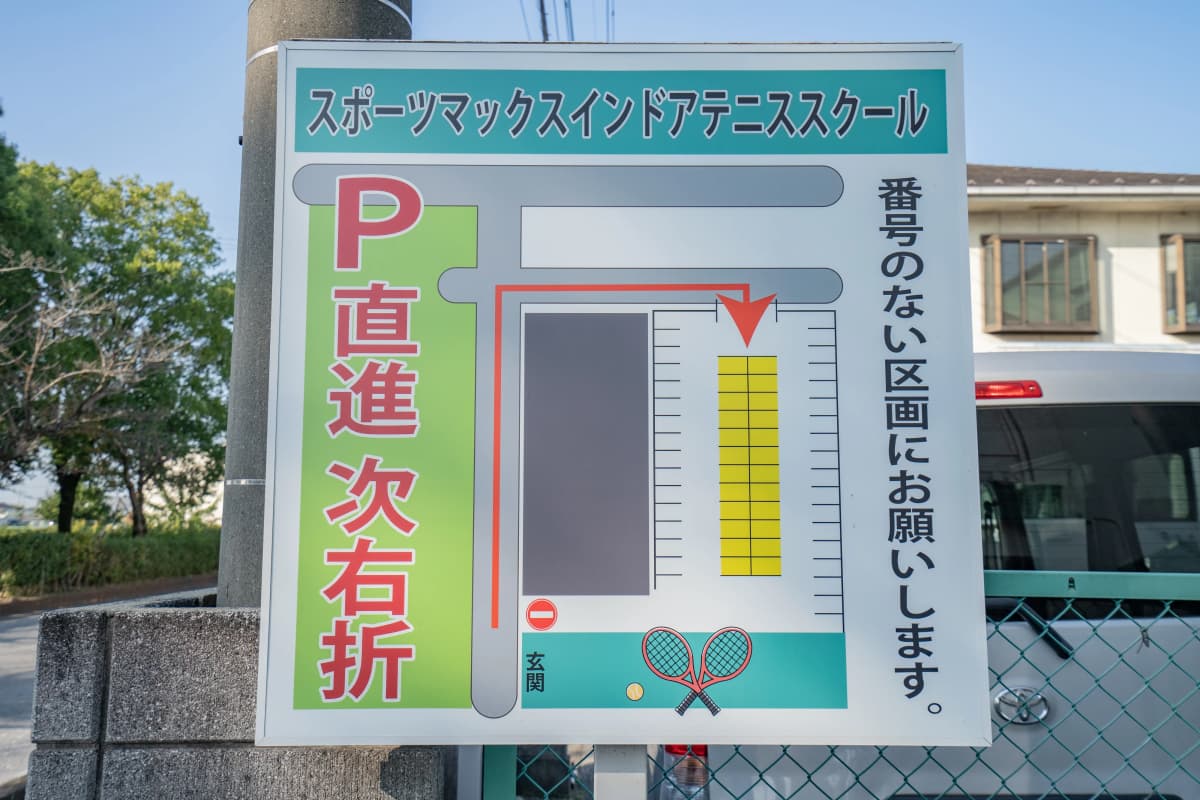 スポーツマックスインドアテニススクール
P 直進 次右折
番号のない区画にお願いします。
玄関